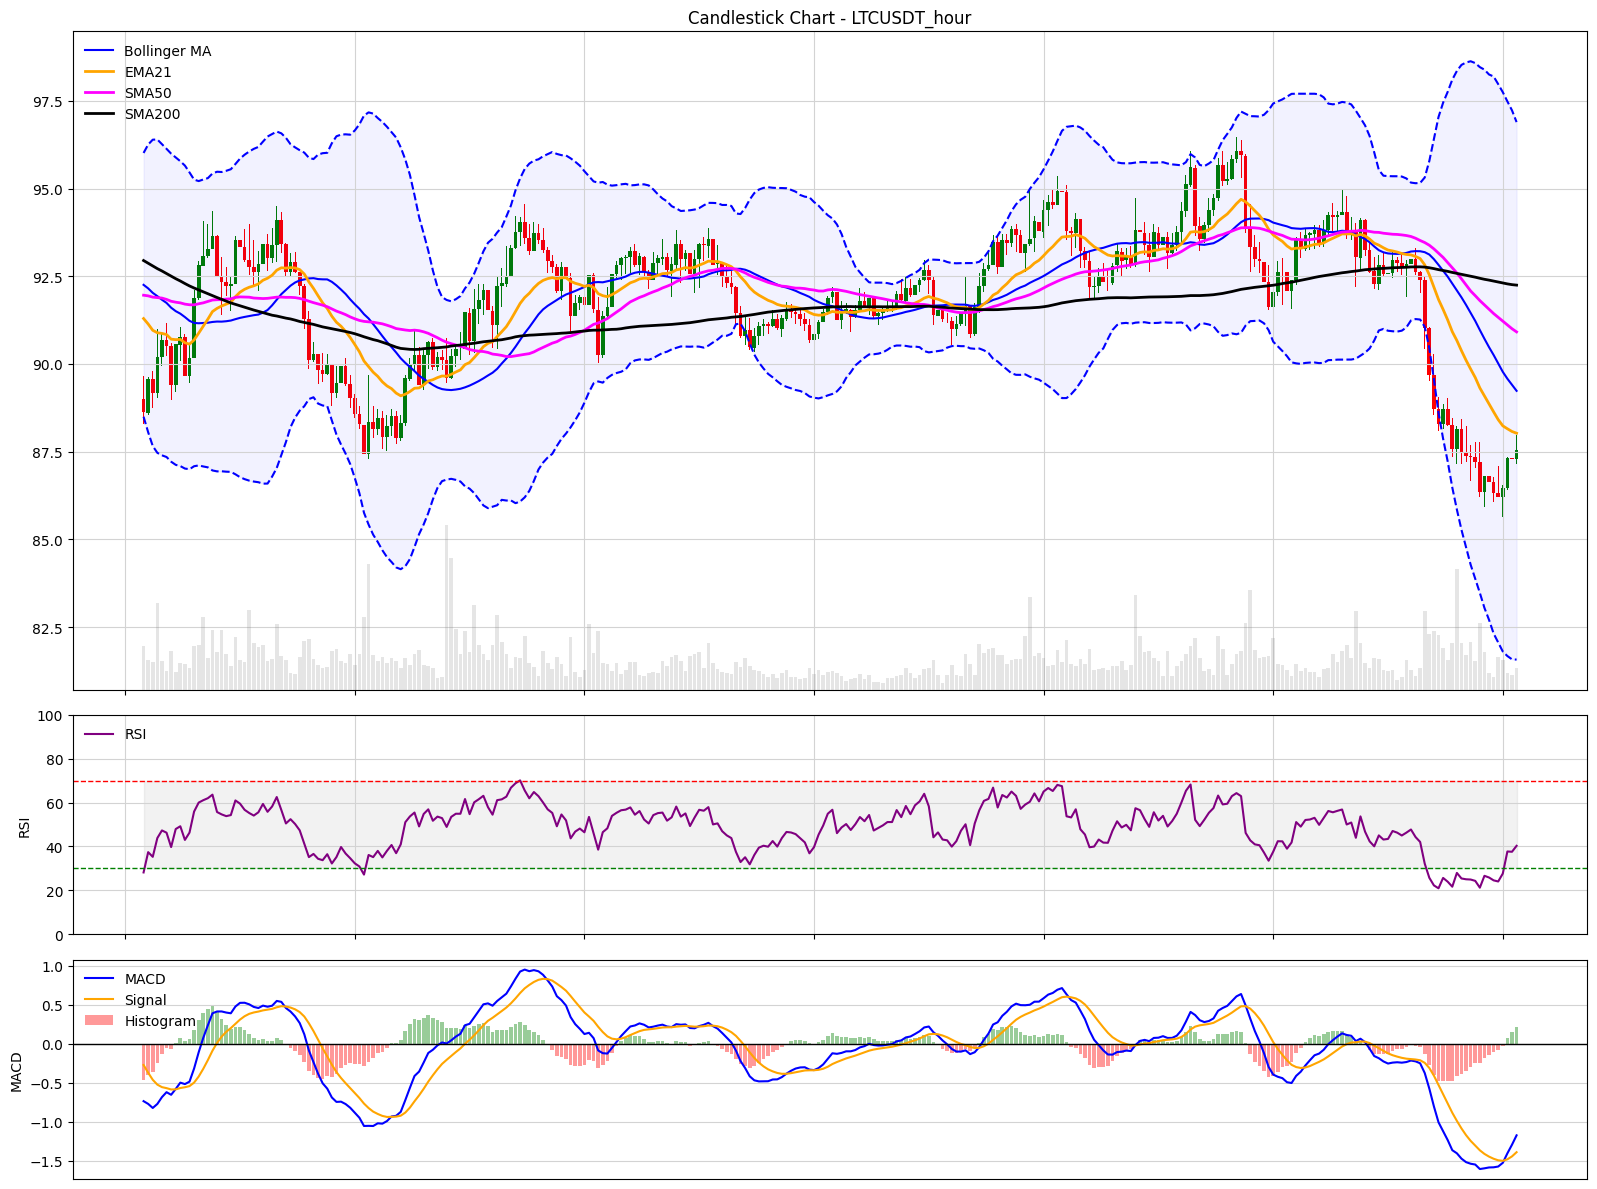 Candlestick Chart - LTCUSDT_hour
Bollinger MA
EMA21
SMA50
SMA200
97.5
95.0
92.5
90.0
87.5
85.0
82.5
RSI
100
80
60
40
20
0
RSI
MACD
Signal
Histogram
1.0
0.5
0.0
−0.5
−1.0
−1.5
MACD